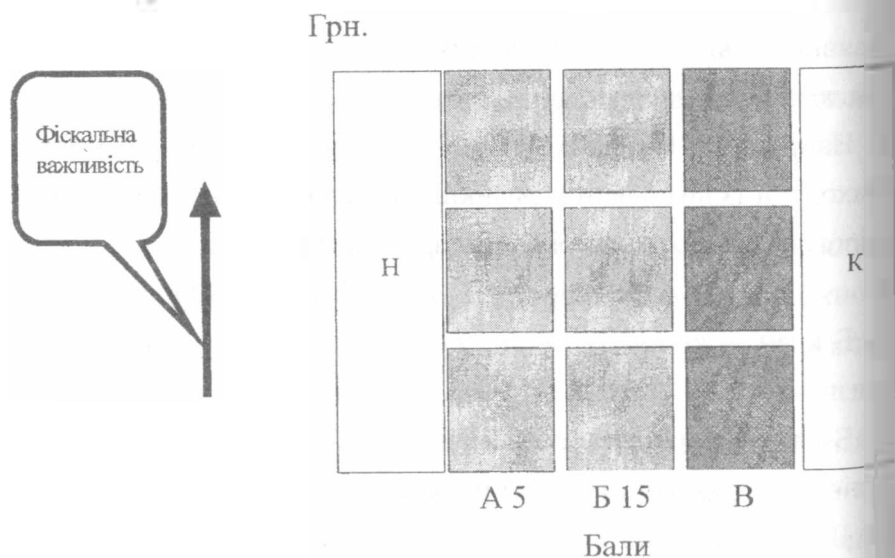 Грн.
Фіскальна
важливість
Н
К
А 5 Б 15 В
Бали